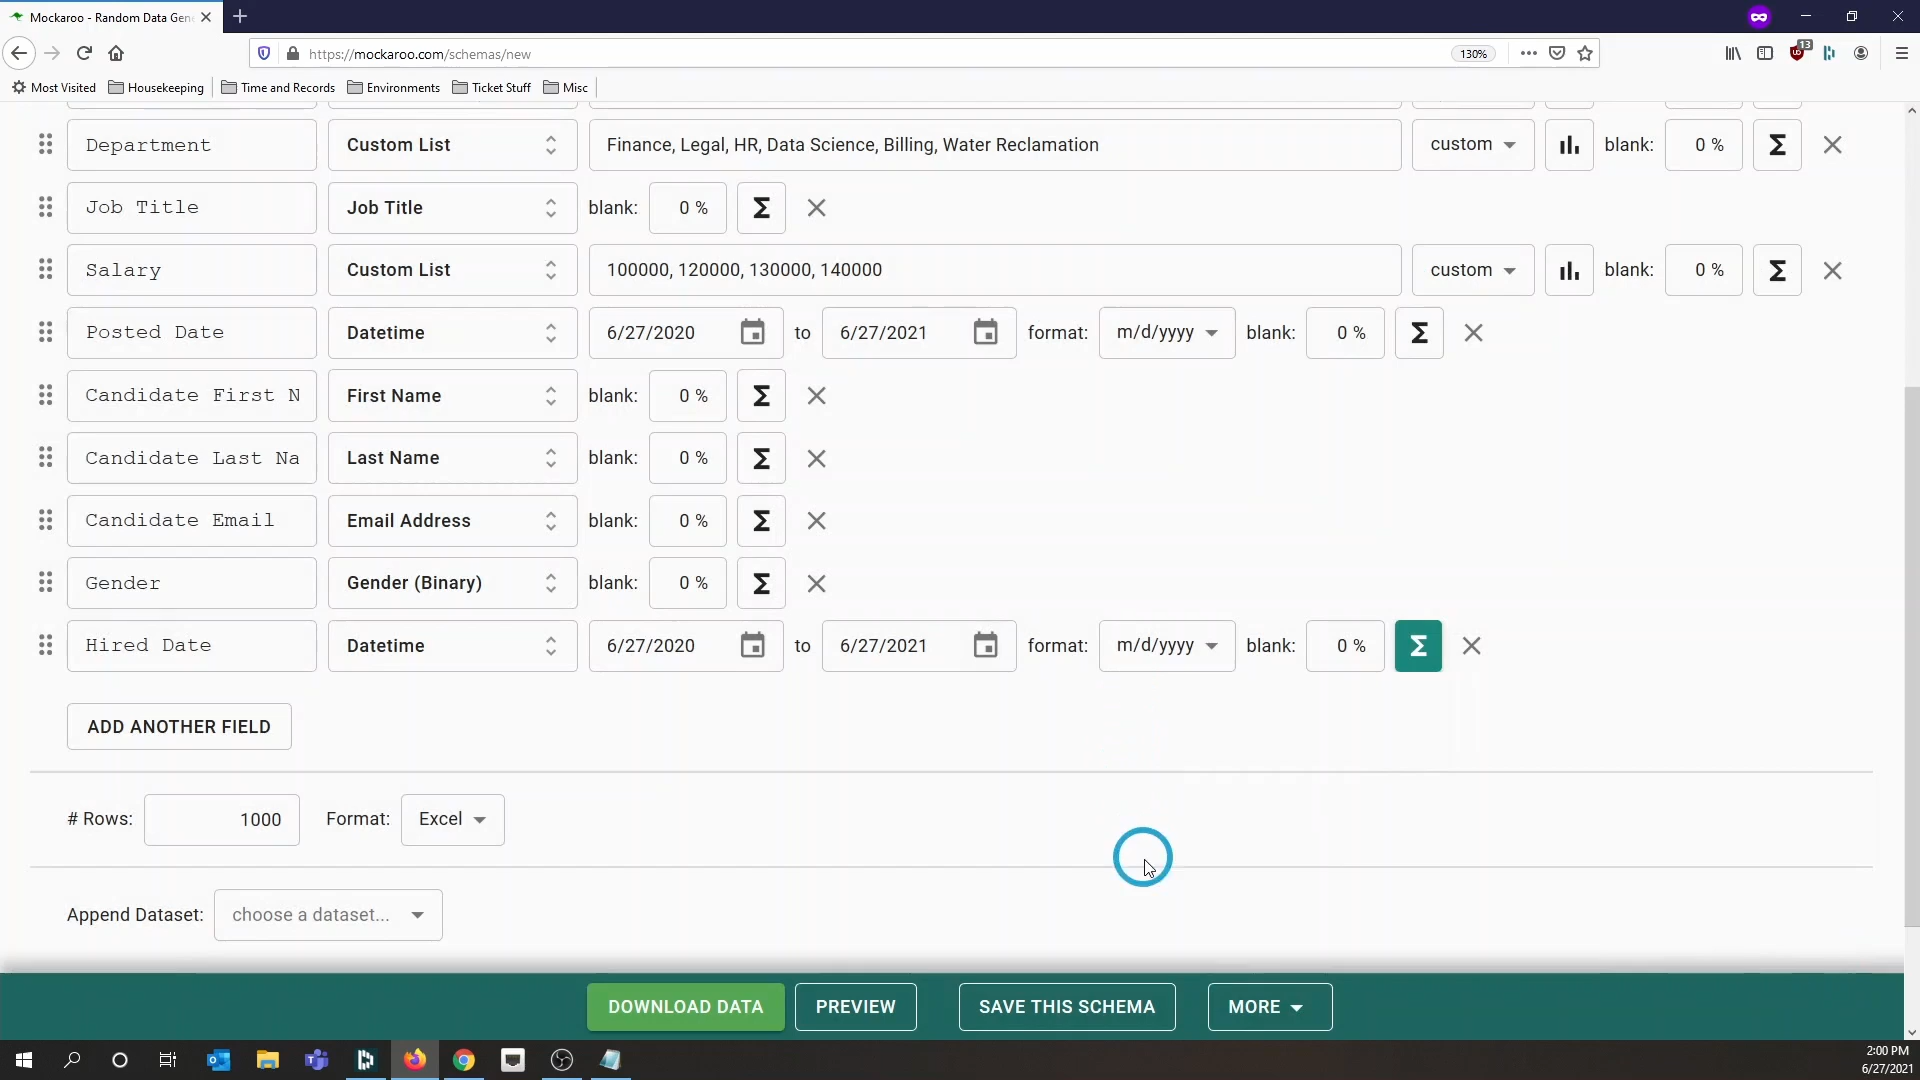 Mockaroo - Random Data Gene
https://mockaroo.com/schemas/new
130%
13
Most Visited
Housekeeping
Time and Records
Environments
Ticket Stuff
Misc
Department Custom List Finance, Legal, HR, Data Science, Billing, Water Reclamation custom blank: 0 % Σ
Job Title Job Title blank: 0 % Σ
Salary Custom List 100000, 120000, 130000, 140000 custom blank: 0 % Σ
Posted Date Datetime 6/27/2020 to 6/27/2021 format: m/d/yyyy blank: 0 % Σ
Candidate First N First Name blank: 0 % Σ
Candidate Last Na Last Name blank: 0 % Σ
Candidate Email Email Address blank: 0 % Σ
Gender Gender (Binary) blank: 0 % Σ
Hired Date Datetime 6/27/2020 to 6/27/2021 format: m/d/yyyy blank: 0 % Σ
ADD ANOTHER FIELD
# Rows: 1000 Format: Excel
Append Dataset: choose a dataset...
DOWNLOAD DATA PREVIEW SAVE THIS SCHEMA MORE
2:00 PM
6/27/2021